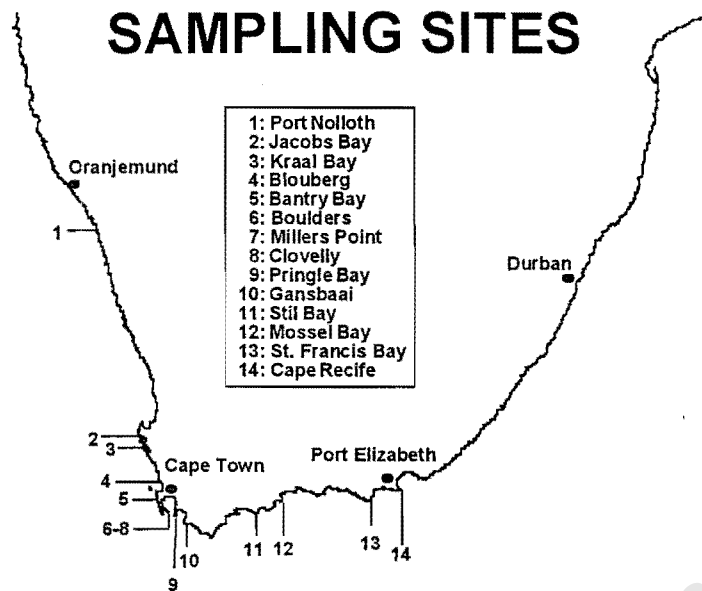 SAMPLING SITES
1: Port Nolloth
2: Jacobs Bay
3: Kraal Bay
4: Blouberg
5: Bantry Bay
6: Boulders
7: Millers Point
8: Clovelly
9: Pringle Bay
10: Gansbaai
11: Stil Bay
12: Mossel Bay
13: St. Francis Bay
14: Cape Recife
Oranjemund
1
Durban
2
3
Cape Town
Port Elizabeth
4
5
6-8
9
10
11
12
13
14